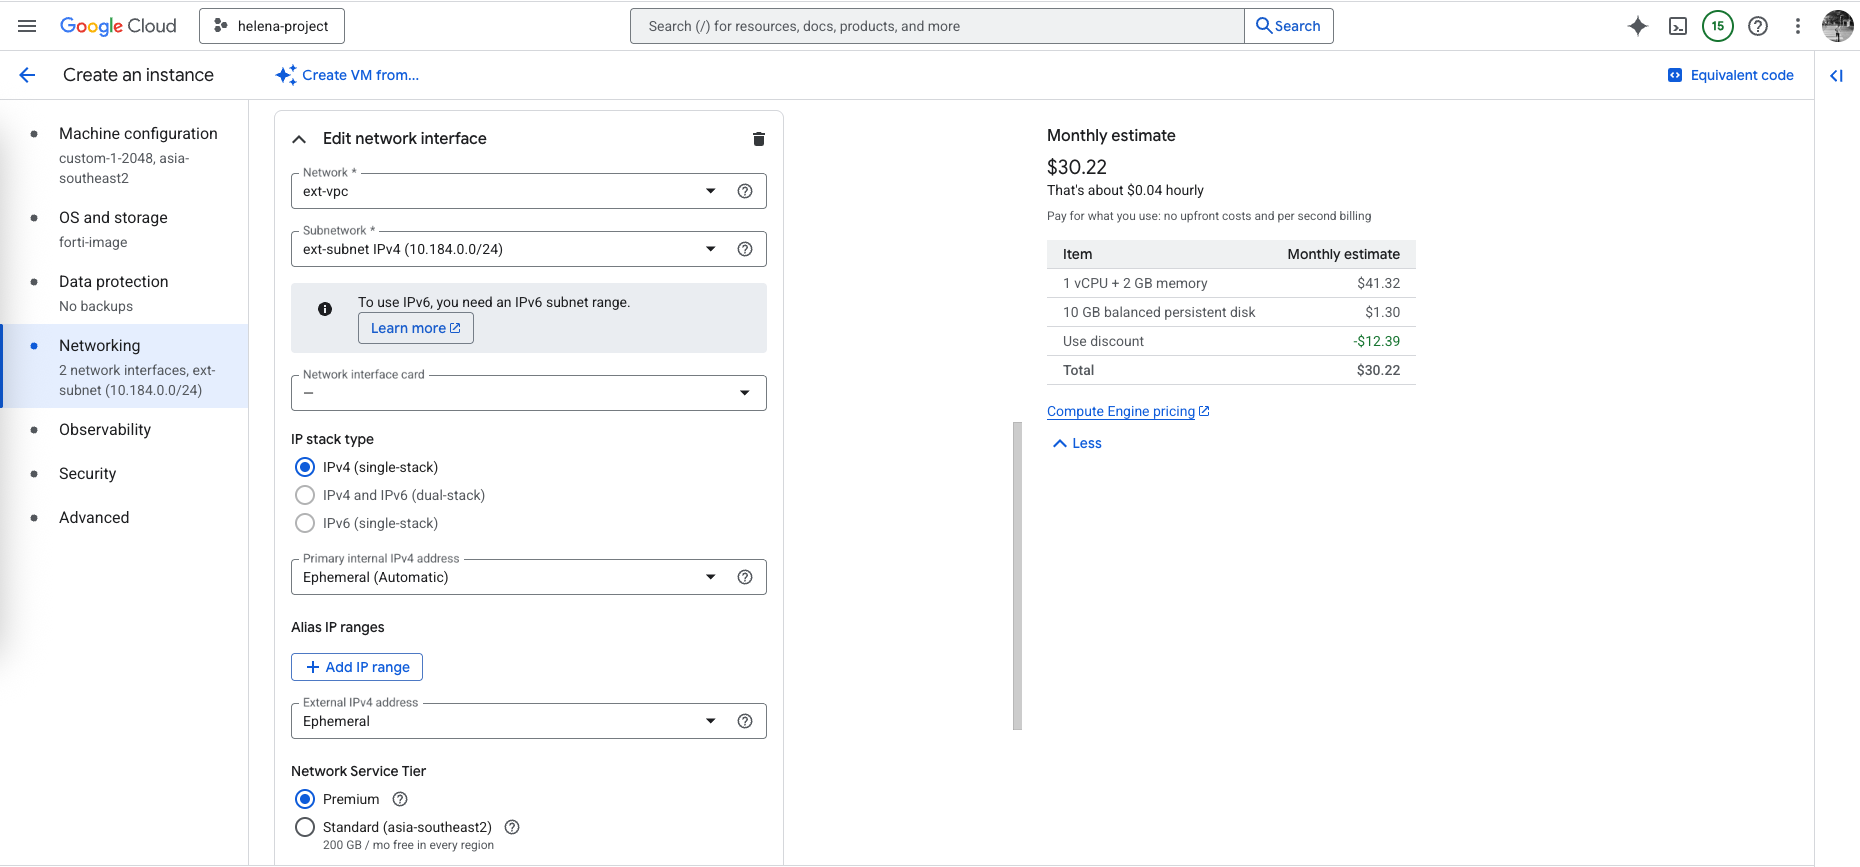 Google Cloud
helena-project
Search (/) for resources, docs, products, and more
Search
15
Create an instance
Create VM from...
Equivalent code
Machine configuration
custom-1-2048, asia-
southeast2
OS and storage
forti-image
Data protection
No backups
Networking
2 network interfaces, ext-
subnet (10.184.0.0/24)
Observability
Security
Advanced
Edit network interface
Network *
ext-vpc
Subnetwork *
ext-subnet IPv4 (10.184.0.0/24)
To use IPv6, you need an IPv6 subnet range.
Learn more
Network interface card
—
IP stack type
IPv4 (single-stack)
IPv4 and IPv6 (dual-stack)
IPv6 (single-stack)
Primary internal IPv4 address
Ephemeral (Automatic)
Alias IP ranges
+ Add IP range
External IPv4 address
Ephemeral
Network Service Tier
Premium
Standard (asia-southeast2)
200 GB / mo free in every region
Monthly estimate
$30.22
That's about $0.04 hourly
Pay for what you use: no upfront costs and per second billing
Item Monthly estimate
1 vCPU + 2 GB memory $41.32
10 GB balanced persistent disk $1.30
Use discount -$12.39
Total $30.22
Compute Engine pricing
Less